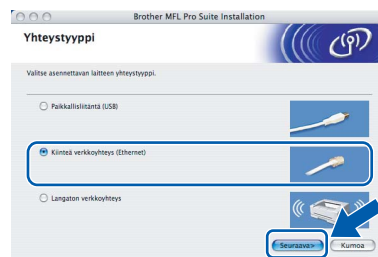 Brother MFL Pro Suite Installation
Yhteystyyppi
Valitse asennettavan laitteen yhteystyyppi.
Paikallisliitäntä (USB)
Kiinteä verkkoyhteys (Ethernet)
Langaton verkkoyhteys
Seuraava> Kumoa